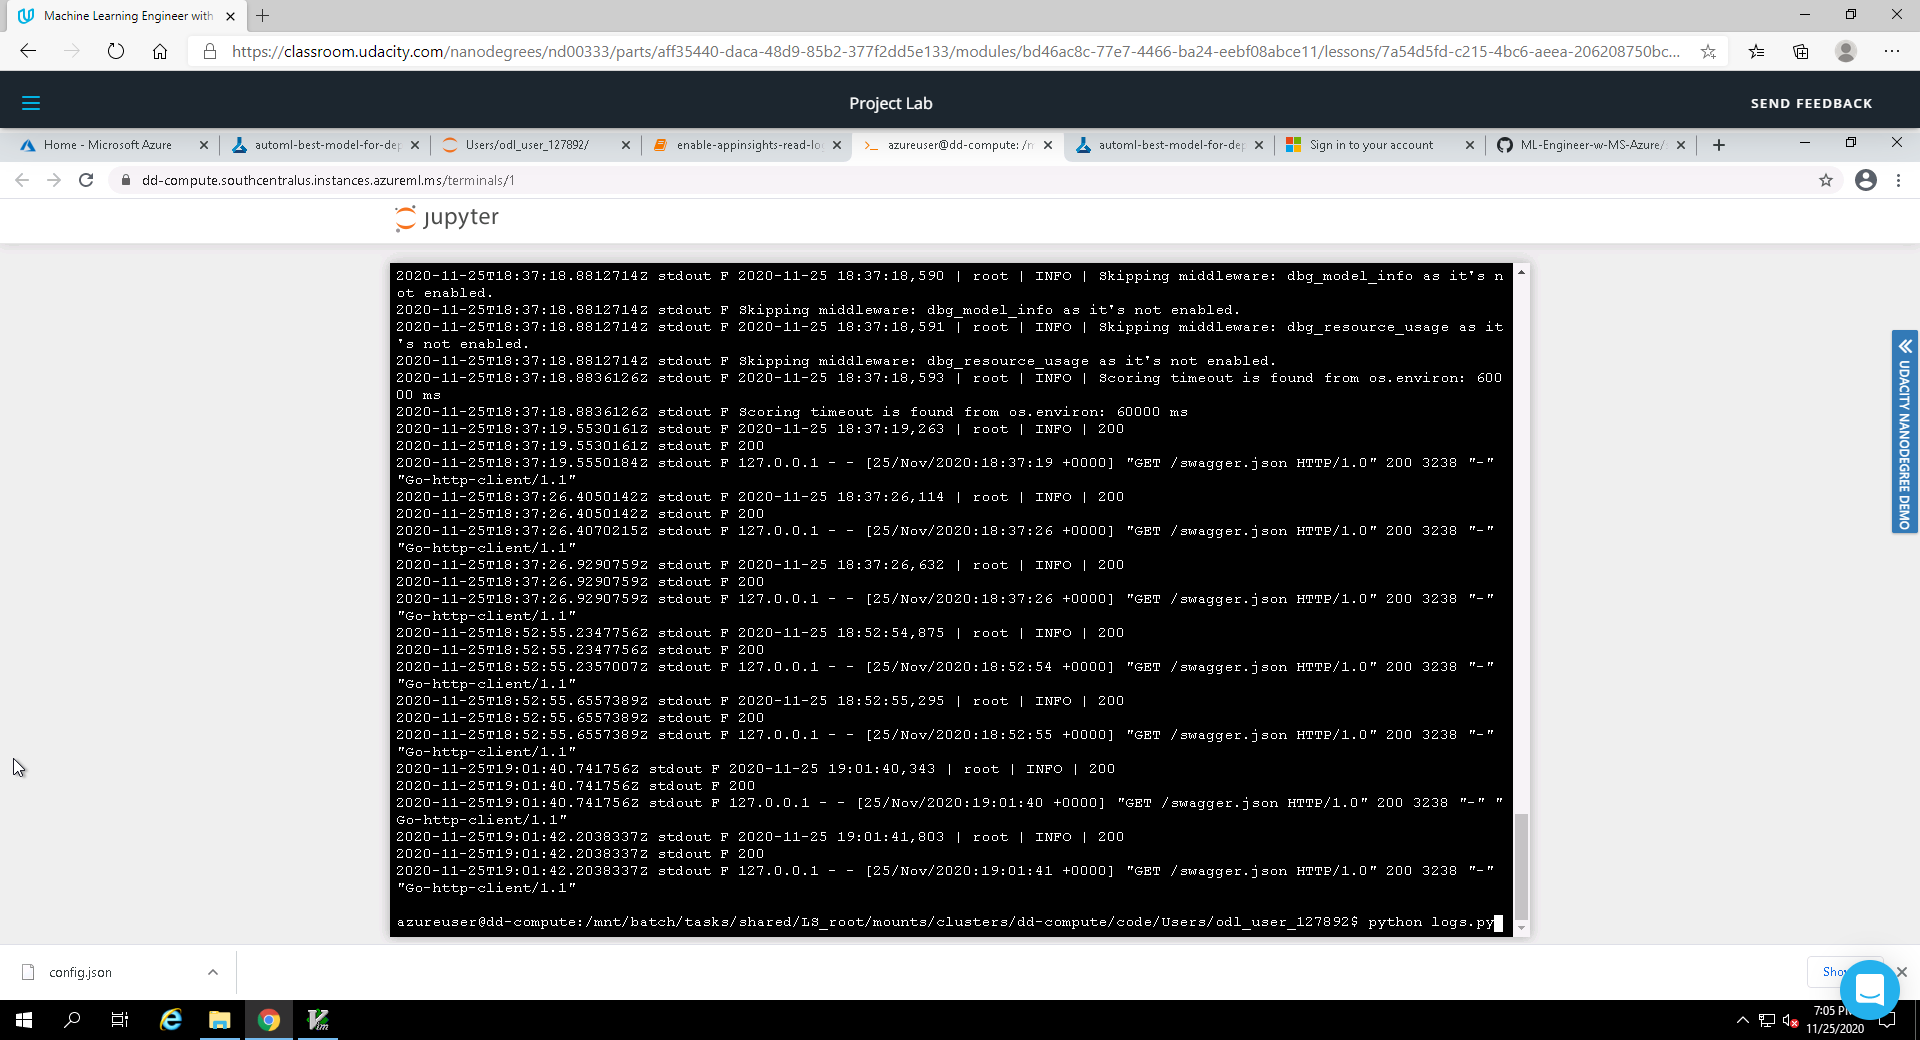 Machine Learning Engineer with
https://classroom.udacity.com/nanodegrees/nd00333/parts/aff35440-daca-48d9-85b2-377f2dd5e133/modules/bd46ac8c-77e7-4466-ba24-eebf08abce11/lessons/7a54d5fd-c215-4bc6-aeea-206208750bc...
Project Lab
SEND FEEDBACK
Home - Microsoft Azure
automl-best-model-for-dep
Users/odl_user_127892/
enable-appinsights-read-lo
azureuser@dd-compute: /m
automl-best-model-for-dep
Sign in to your account
ML-Engineer-w-MS-Azure/s
dd-compute.southcentralus.instances.azureml.ms/terminals/1
jupyter
2020-11-25T18:37:18.8812714Z stdout F 2020-11-25 18:37:18,590 | root | INFO | Skipping middleware: dbg_model_info as it's n
ot enabled.
2020-11-25T18:37:18.8812714Z stdout F Skipping middleware: dbg_model_info as it's not enabled.
2020-11-25T18:37:18.8812714Z stdout F 2020-11-25 18:37:18,591 | root | INFO | Skipping middleware: dbg_resource_usage as it
's not enabled.
2020-11-25T18:37:18.8812714Z stdout F Skipping middleware: dbg_resource_usage as it's not enabled.
2020-11-25T18:37:18.8836126Z stdout F 2020-11-25 18:37:18,593 | root | INFO | Scoring timeout is found from os.environ: 600
00 ms
2020-11-25T18:37:18.8836126Z stdout F Scoring timeout is found from os.environ: 60000 ms
2020-11-25T18:37:19.5530161Z stdout F 2020-11-25 18:37:19,263 | root | INFO | 200
2020-11-25T18:37:19.5530161Z stdout F 200
2020-11-25T18:37:19.5550184Z stdout F 127.0.0.1 - - [25/Nov/2020:18:37:19 +0000] "GET /swagger.json HTTP/1.0" 200 3238 "-"
"Go-http-client/1.1"
2020-11-25T18:37:26.4050142Z stdout F 2020-11-25 18:37:26,114 | root | INFO | 200
2020-11-25T18:37:26.4050142Z stdout F 200
2020-11-25T18:37:26.4070215Z stdout F 127.0.0.1 - - [25/Nov/2020:18:37:26 +0000] "GET /swagger.json HTTP/1.0" 200 3238 "-"
"Go-http-client/1.1"
2020-11-25T18:37:26.9290759Z stdout F 2020-11-25 18:37:26,632 | root | INFO | 200
2020-11-25T18:37:26.9290759Z stdout F 200
2020-11-25T18:37:26.9290759Z stdout F 127.0.0.1 - - [25/Nov/2020:18:37:26 +0000] "GET /swagger.json HTTP/1.0" 200 3238 "-"
"Go-http-client/1.1"
2020-11-25T18:52:55.2347756Z stdout F 2020-11-25 18:52:54,875 | root | INFO | 200
2020-11-25T18:52:55.2347756Z stdout F 200
2020-11-25T18:52:55.2357007Z stdout F 127.0.0.1 - - [25/Nov/2020:18:52:54 +0000] "GET /swagger.json HTTP/1.0" 200 3238 "-"
"Go-http-client/1.1"
2020-11-25T18:52:55.6557389Z stdout F 2020-11-25 18:52:55,295 | root | INFO | 200
2020-11-25T18:52:55.6557389Z stdout F 200
2020-11-25T18:52:55.6557389Z stdout F 127.0.0.1 - - [25/Nov/2020:18:52:55 +0000] "GET /swagger.json HTTP/1.0" 200 3238 "-"
"Go-http-client/1.1"
2020-11-25T19:01:40.741756Z stdout F 2020-11-25 19:01:40,343 | root | INFO | 200
2020-11-25T19:01:40.741756Z stdout F 200
2020-11-25T19:01:40.741756Z stdout F 127.0.0.1 - - [25/Nov/2020:19:01:40 +0000] "GET /swagger.json HTTP/1.0" 200 3238 "-" "
Go-http-client/1.1"
2020-11-25T19:01:42.2038337Z stdout F 2020-11-25 19:01:41,803 | root | INFO | 200
2020-11-25T19:01:42.2038337Z stdout F 200
2020-11-25T19:01:42.2038337Z stdout F 127.0.0.1 - - [25/Nov/2020:19:01:41 +0000] "GET /swagger.json HTTP/1.0" 200 3238 "-"
"Go-http-client/1.1"
azureuser@dd-compute:/mnt/batch/tasks/shared/LS_root/mounts/clusters/dd-compute/code/Users/odl_user_127892$ python logs.py
UDACITY NANODEGREE DEMO
config.json
Sho
7:05 P
11/25/2020